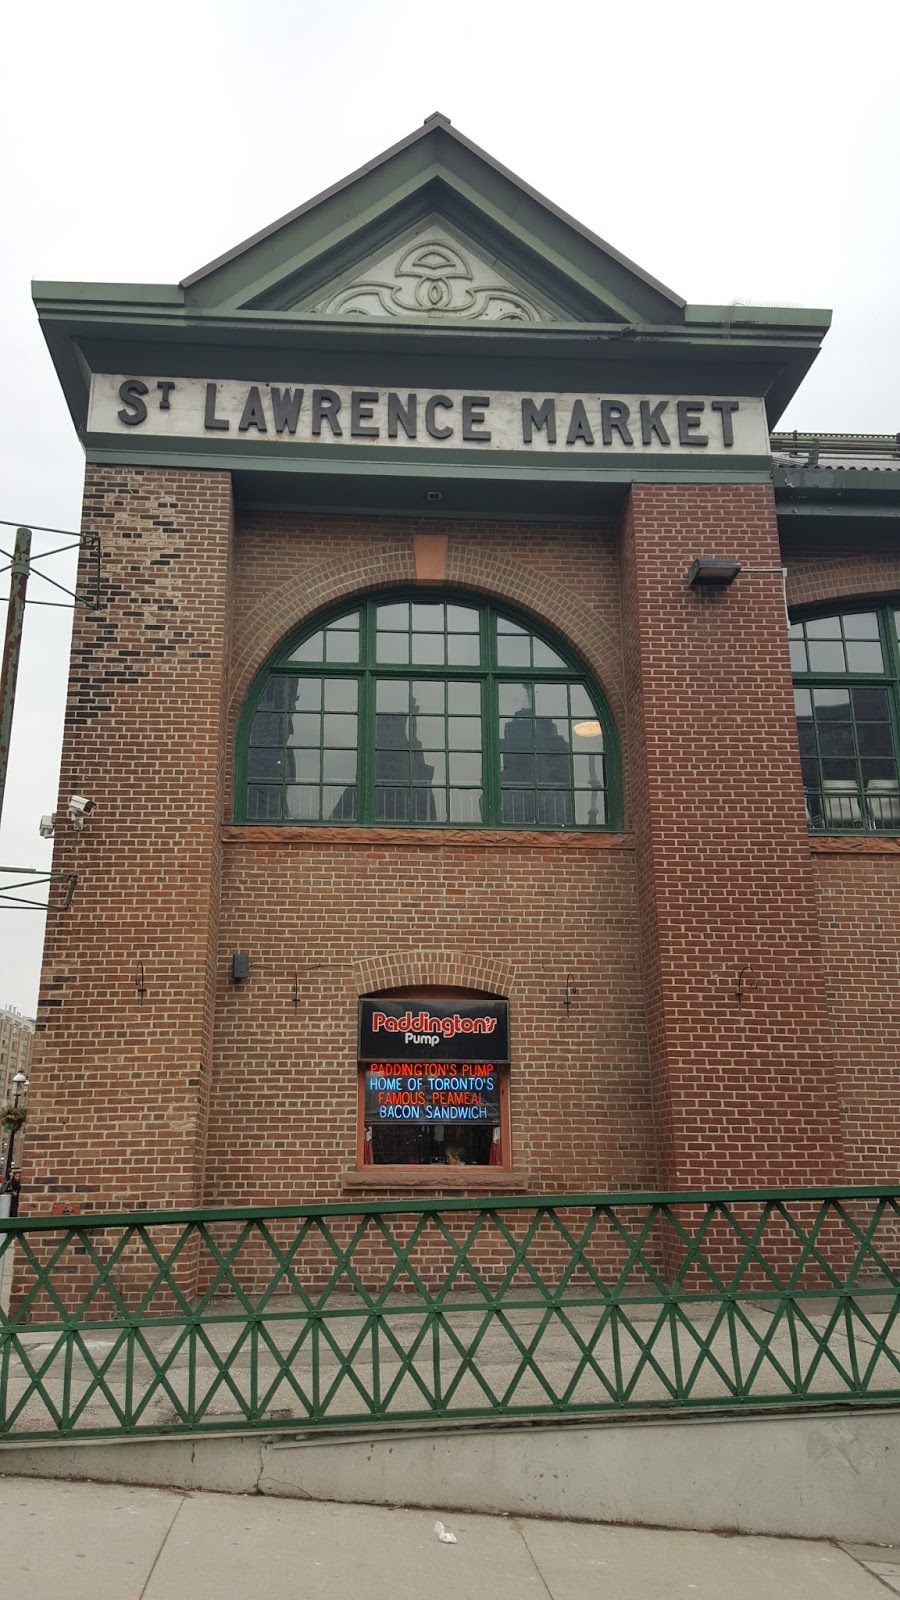 ST LAWRENCE MARKET
Paddington's
Pump
PADDINGTON'S PUMP
HOME OF TORONTO'S
FAMOUS PEAMEAL
BACON SANDWICH